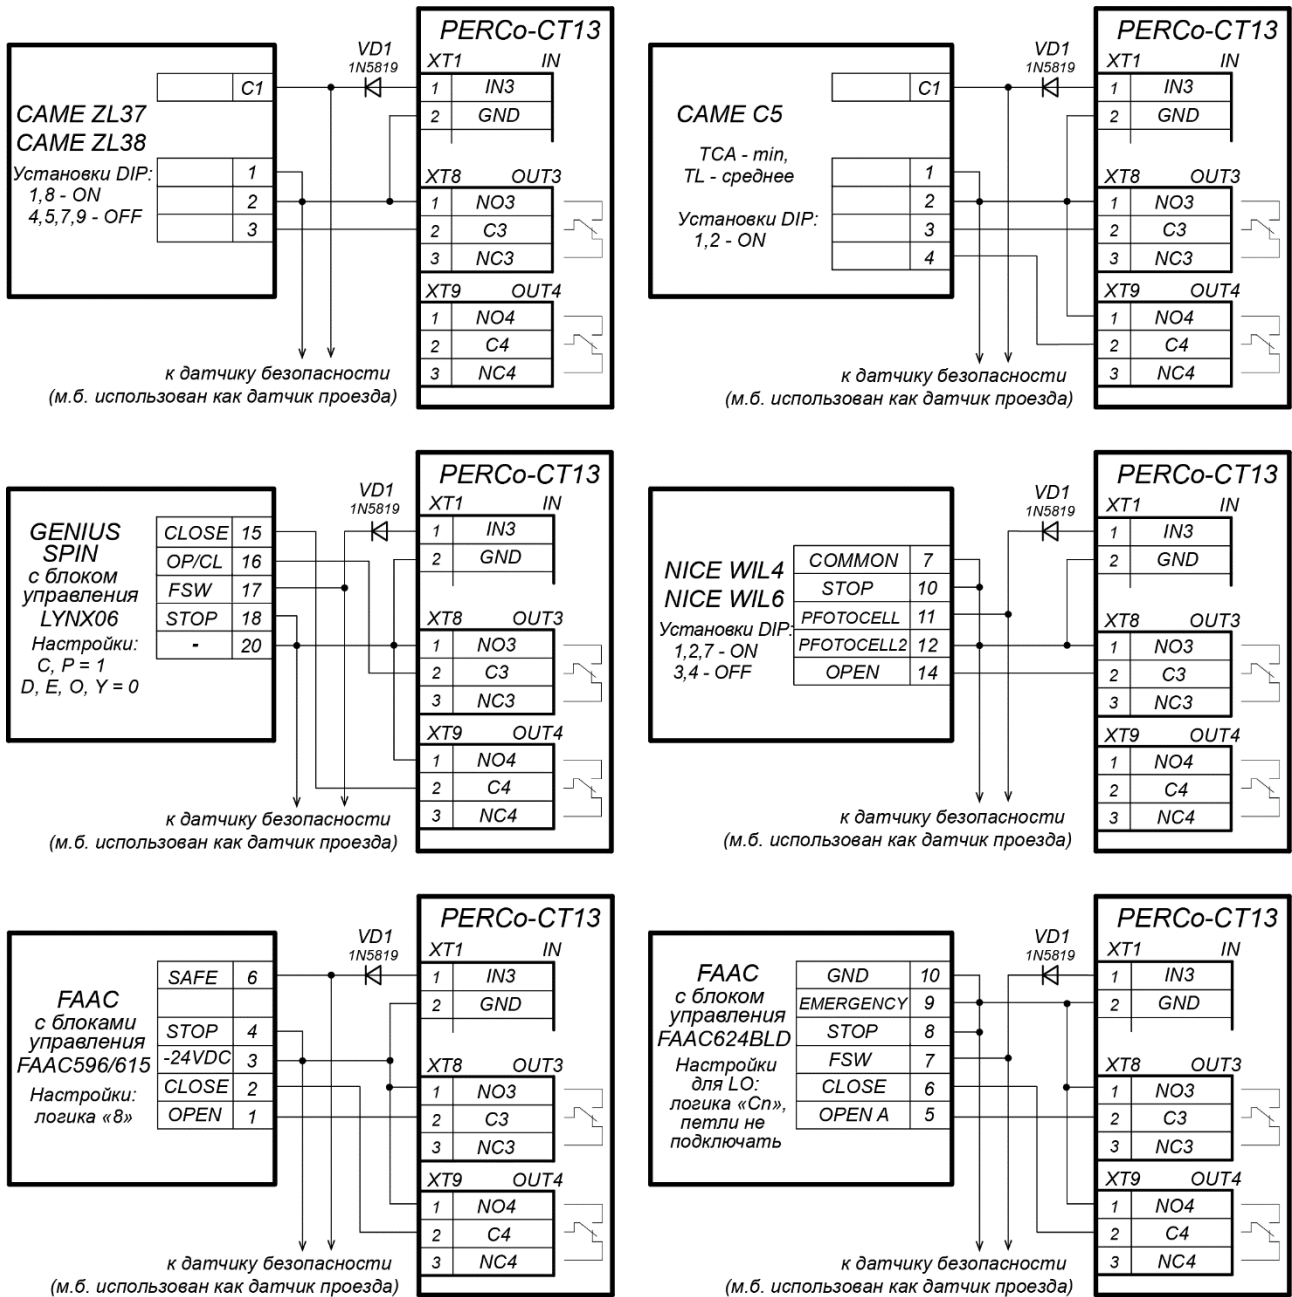 PERCo-CT13
VD1
1N5819
XT1 IN
C1
1 IN3
2 GND
CAME ZL37
CAME ZL38
Установки DIP:
1,8 - ON
4,5,7,9 - OFF
1
2
3
XT8 OUT3
1 NO3
2 C3
3 NC3
XT9 OUT4
1 NO4
2 C4
3 NC4
к датчику безопасности
(м.б. использован как датчик проезда)
PERCo-CT13
VD1
1N5819
XT1 IN
C1
1 IN3
2 GND
CAME C5
TCA - min,
TL - среднее
Установки DIP:
1,2 - ON
1
2
3
4
XT8 OUT3
1 NO3
2 C3
3 NC3
XT9 OUT4
1 NO4
2 C4
3 NC4
к датчику безопасности
(м.б. использован как датчик проезда)
PERCo-CT13
VD1
1N5819
XT1 IN
1 IN3
2 GND
GENIUS
SPIN
с блоком
управления
LYNX06
Настройки:
C, P = 1
D, E, O, Y = 0
CLOSE 15
OP/CL 16
FSW 17
STOP 18
- 20
XT8 OUT3
1 NO3
2 C3
3 NC3
XT9 OUT4
1 NO4
2 C4
3 NC4
к датчику безопасности
(м.б. использован как датчик проезда)
PERCo-CT13
VD1
1N5819
XT1 IN
1 IN3
2 GND
NICE WIL4
NICE WIL6
Установки DIP:
1,2,7 - ON
3,4 - OFF
COMMON 7
STOP 10
PFOTOCELL 11
PFOTOCELL2 12
OPEN 14
XT8 OUT3
1 NO3
2 C3
3 NC3
XT9 OUT4
1 NO4
2 C4
3 NC4
к датчику безопасности
(м.б. использован как датчик проезда)
PERCo-CT13
VD1
1N5819
XT1 IN
1 IN3
2 GND
FAAC
с блоками
управления
FAAC596/615
Настройки:
логика «8»
SAFE 6
STOP 4
-24VDC 3
CLOSE 2
OPEN 1
XT8 OUT3
1 NO3
2 C3
3 NC3
XT9 OUT4
1 NO4
2 C4
3 NC4
к датчику безопасности
(м.б. использован как датчик проезда)
PERCo-CT13
VD1
1N5819
XT1 IN
1 IN3
2 GND
FAAC
с блоком
управления
FAAC624BLD
Настройки
для LO:
логика «Cn»,
петли не
подключать
GND 10
EMERGENCY 9
STOP 8
FSW 7
CLOSE 6
OPEN A 5
XT8 OUT3
1 NO3
2 C3
3 NC3
XT9 OUT4
1 NO4
2 C4
3 NC4
к датчику безопасности
(м.б. использован как датчик проезда)